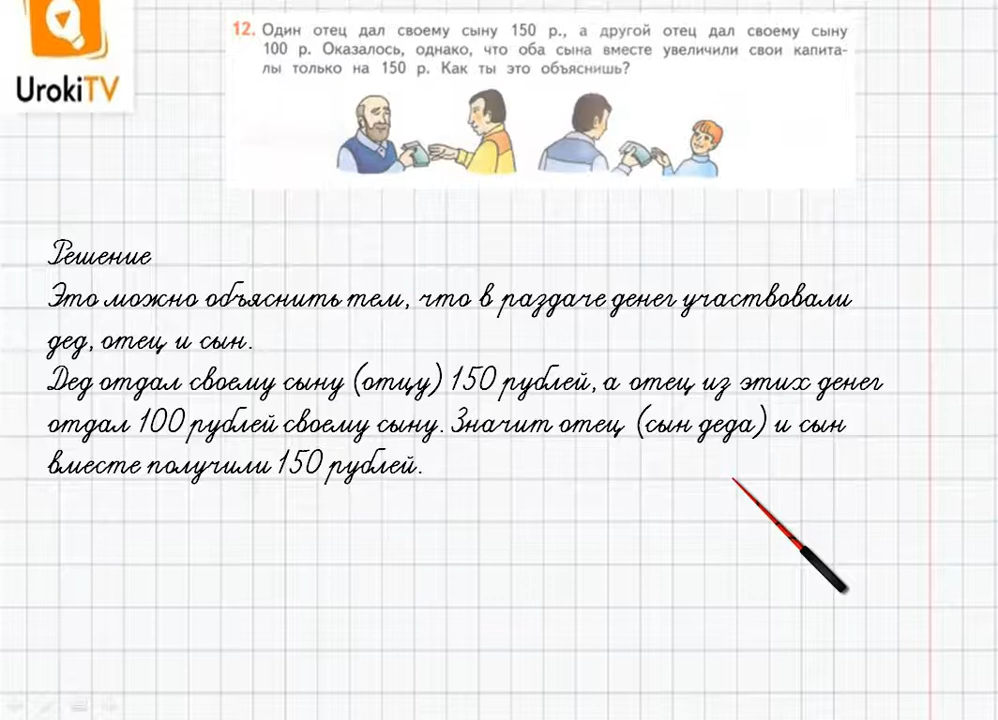 UrokiTV
12. Один отец дал своему сыну 150 р., а другой отец дал своему сыну
100 р. Оказалось, однако, что оба сына вместе увеличили свои капита-
лы только на 150 р. Как ты это объяснишь?
Решение
Это можно объяснить тем, что в раздаче денег участвовали
дед, отец и сын.
Дед отдал своему сыну (отцу) 150 рублей, а отец из этих денег
отдал 100 рублей своему сыну. Значит отец (сын деда) и сын
вместе получили 150 рублей.